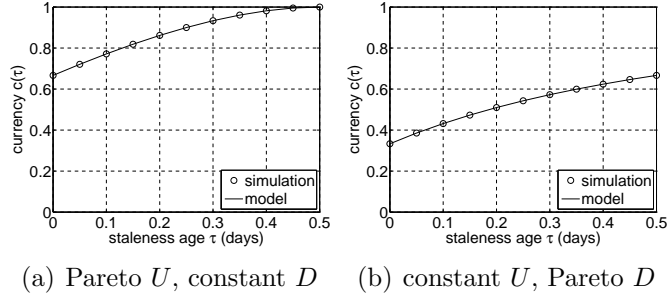 1
0.8
0.6
0.4
0.2
0
currency c(τ)
0 0.1 0.2 0.3 0.4 0.5
staleness age τ (days)
simulation
model
(a) Pareto U, constant D
1
0.8
0.6
0.4
0.2
0
currency c(τ)
0 0.1 0.2 0.3 0.4 0.5
staleness age τ (days)
simulation
model
(b) constant U, Pareto D